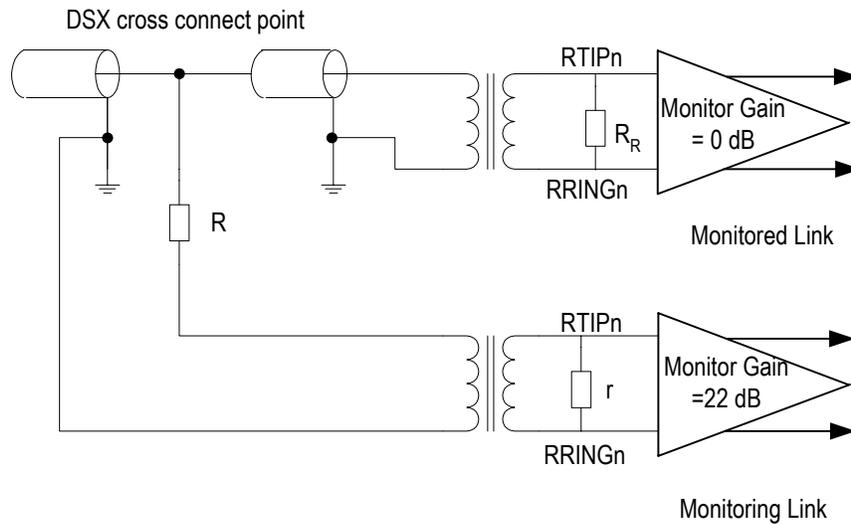 DSX cross connect point
RTIPn
Monitor Gain
= 0 dB
RR
RRINGn
R
Monitored Link
RTIPn
Monitor Gain
=22 dB
r
RRINGn
Monitoring Link